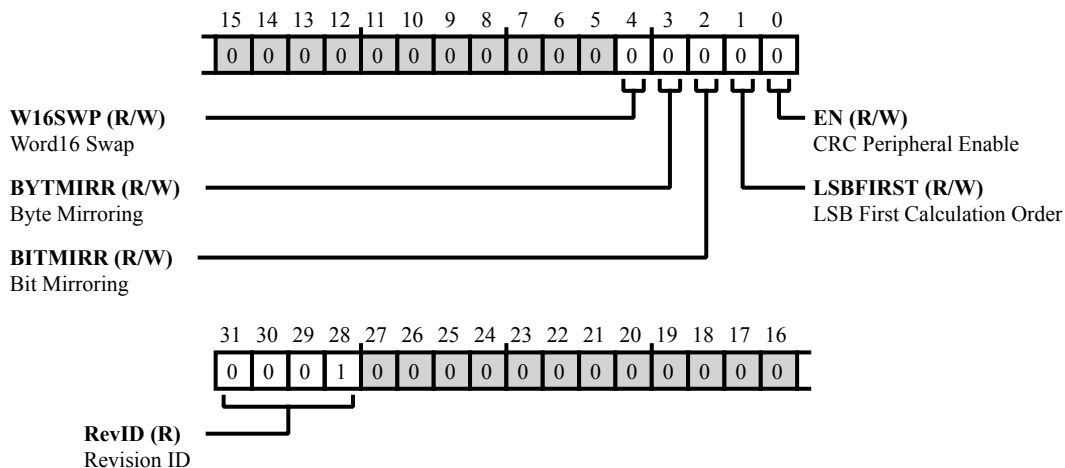 15 14 13 12 11 10 9 8 7 6 5 4 3 2 1 0
0 0 0 0 0 0 0 0 0 0 0 0 0 0 0 0
W16SWP (R/W)
Word16 Swap
EN (R/W)
CRC Peripheral Enable
BYTMIRR (R/W)
Byte Mirroring
LSBFIRST (R/W)
LSB First Calculation Order
BITMIRR (R/W)
Bit Mirroring
31 30 29 28 27 26 25 24 23 22 21 20 19 18 17 16
0 0 0 1 0 0 0 0 0 0 0 0 0 0 0 0
RevID (R)
Revision ID